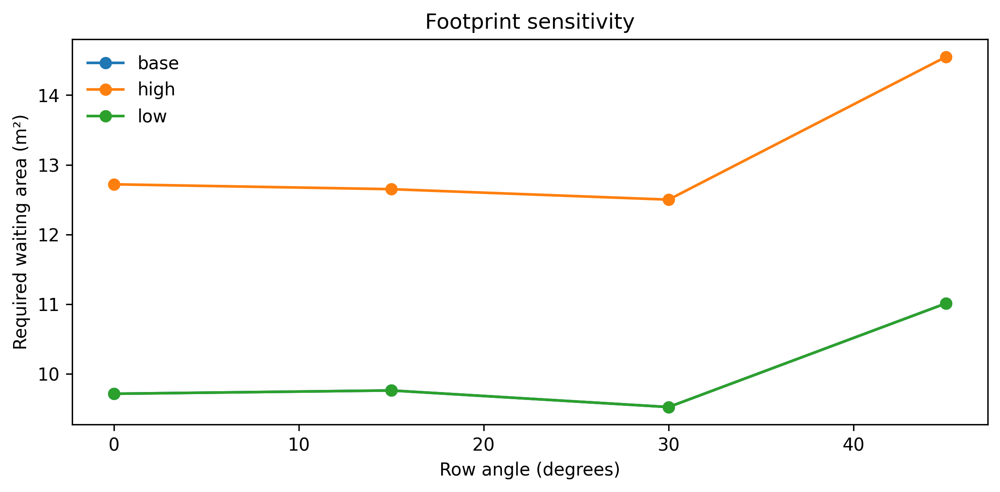 Footprint sensitivity
base
high
low
Required waiting area (m²)
14
13
12
11
10
0 10 20 30 40
Row angle (degrees)